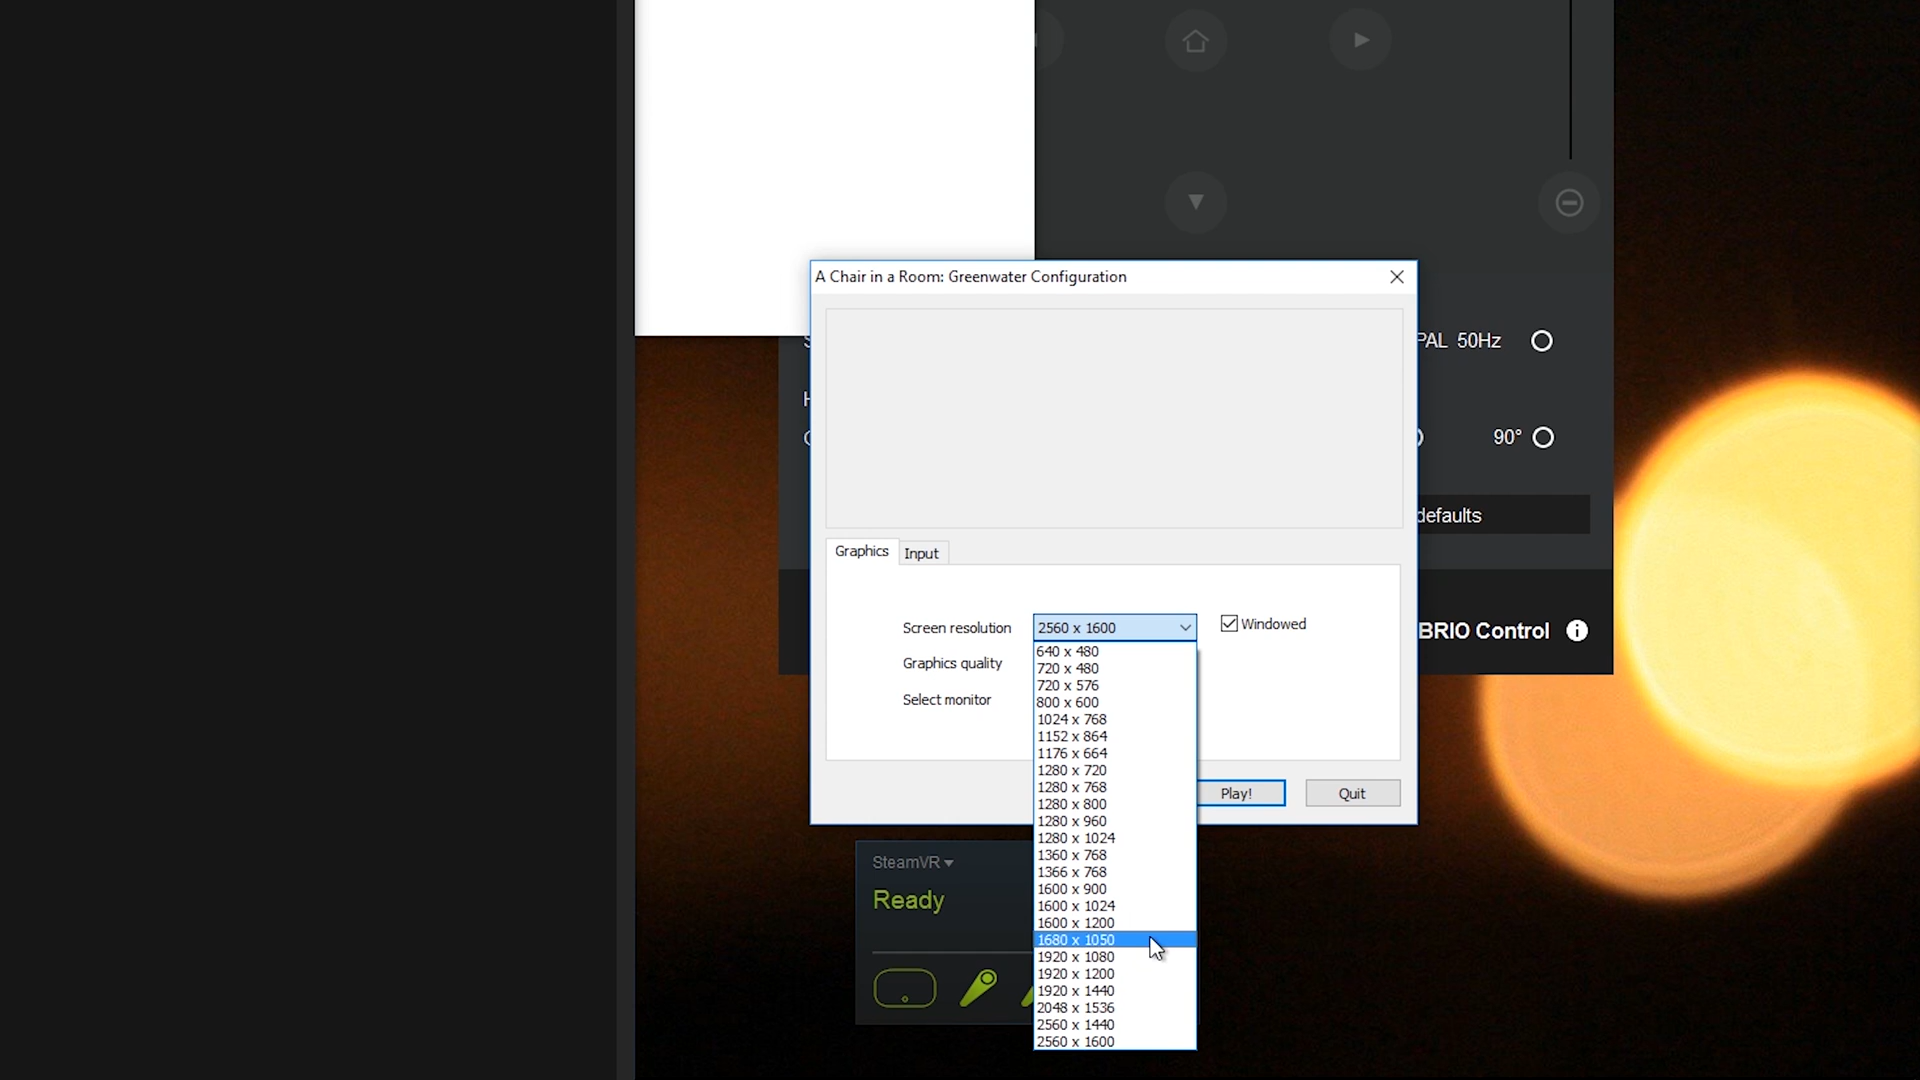 A Chair in a Room: Greenwater Configuration
PAL 50Hz
90°
defaults
Graphics
Input
Screen resolution
2560 x 1600
Windowed
BRIO Control
Graphics quality
Select monitor
640 x 480
720 x 480
720 x 576
800 x 600
1024 x 768
1152 x 864
1176 x 664
1280 x 720
1280 x 768
1280 x 800
1280 x 960
1280 x 1024
1360 x 768
1366 x 768
1600 x 900
1600 x 1024
1600 x 1200
1680 x 1050
1920 x 1080
1920 x 1200
1920 x 1440
2048 x 1536
2560 x 1440
2560 x 1600
Play!
Quit
SteamVR
Ready